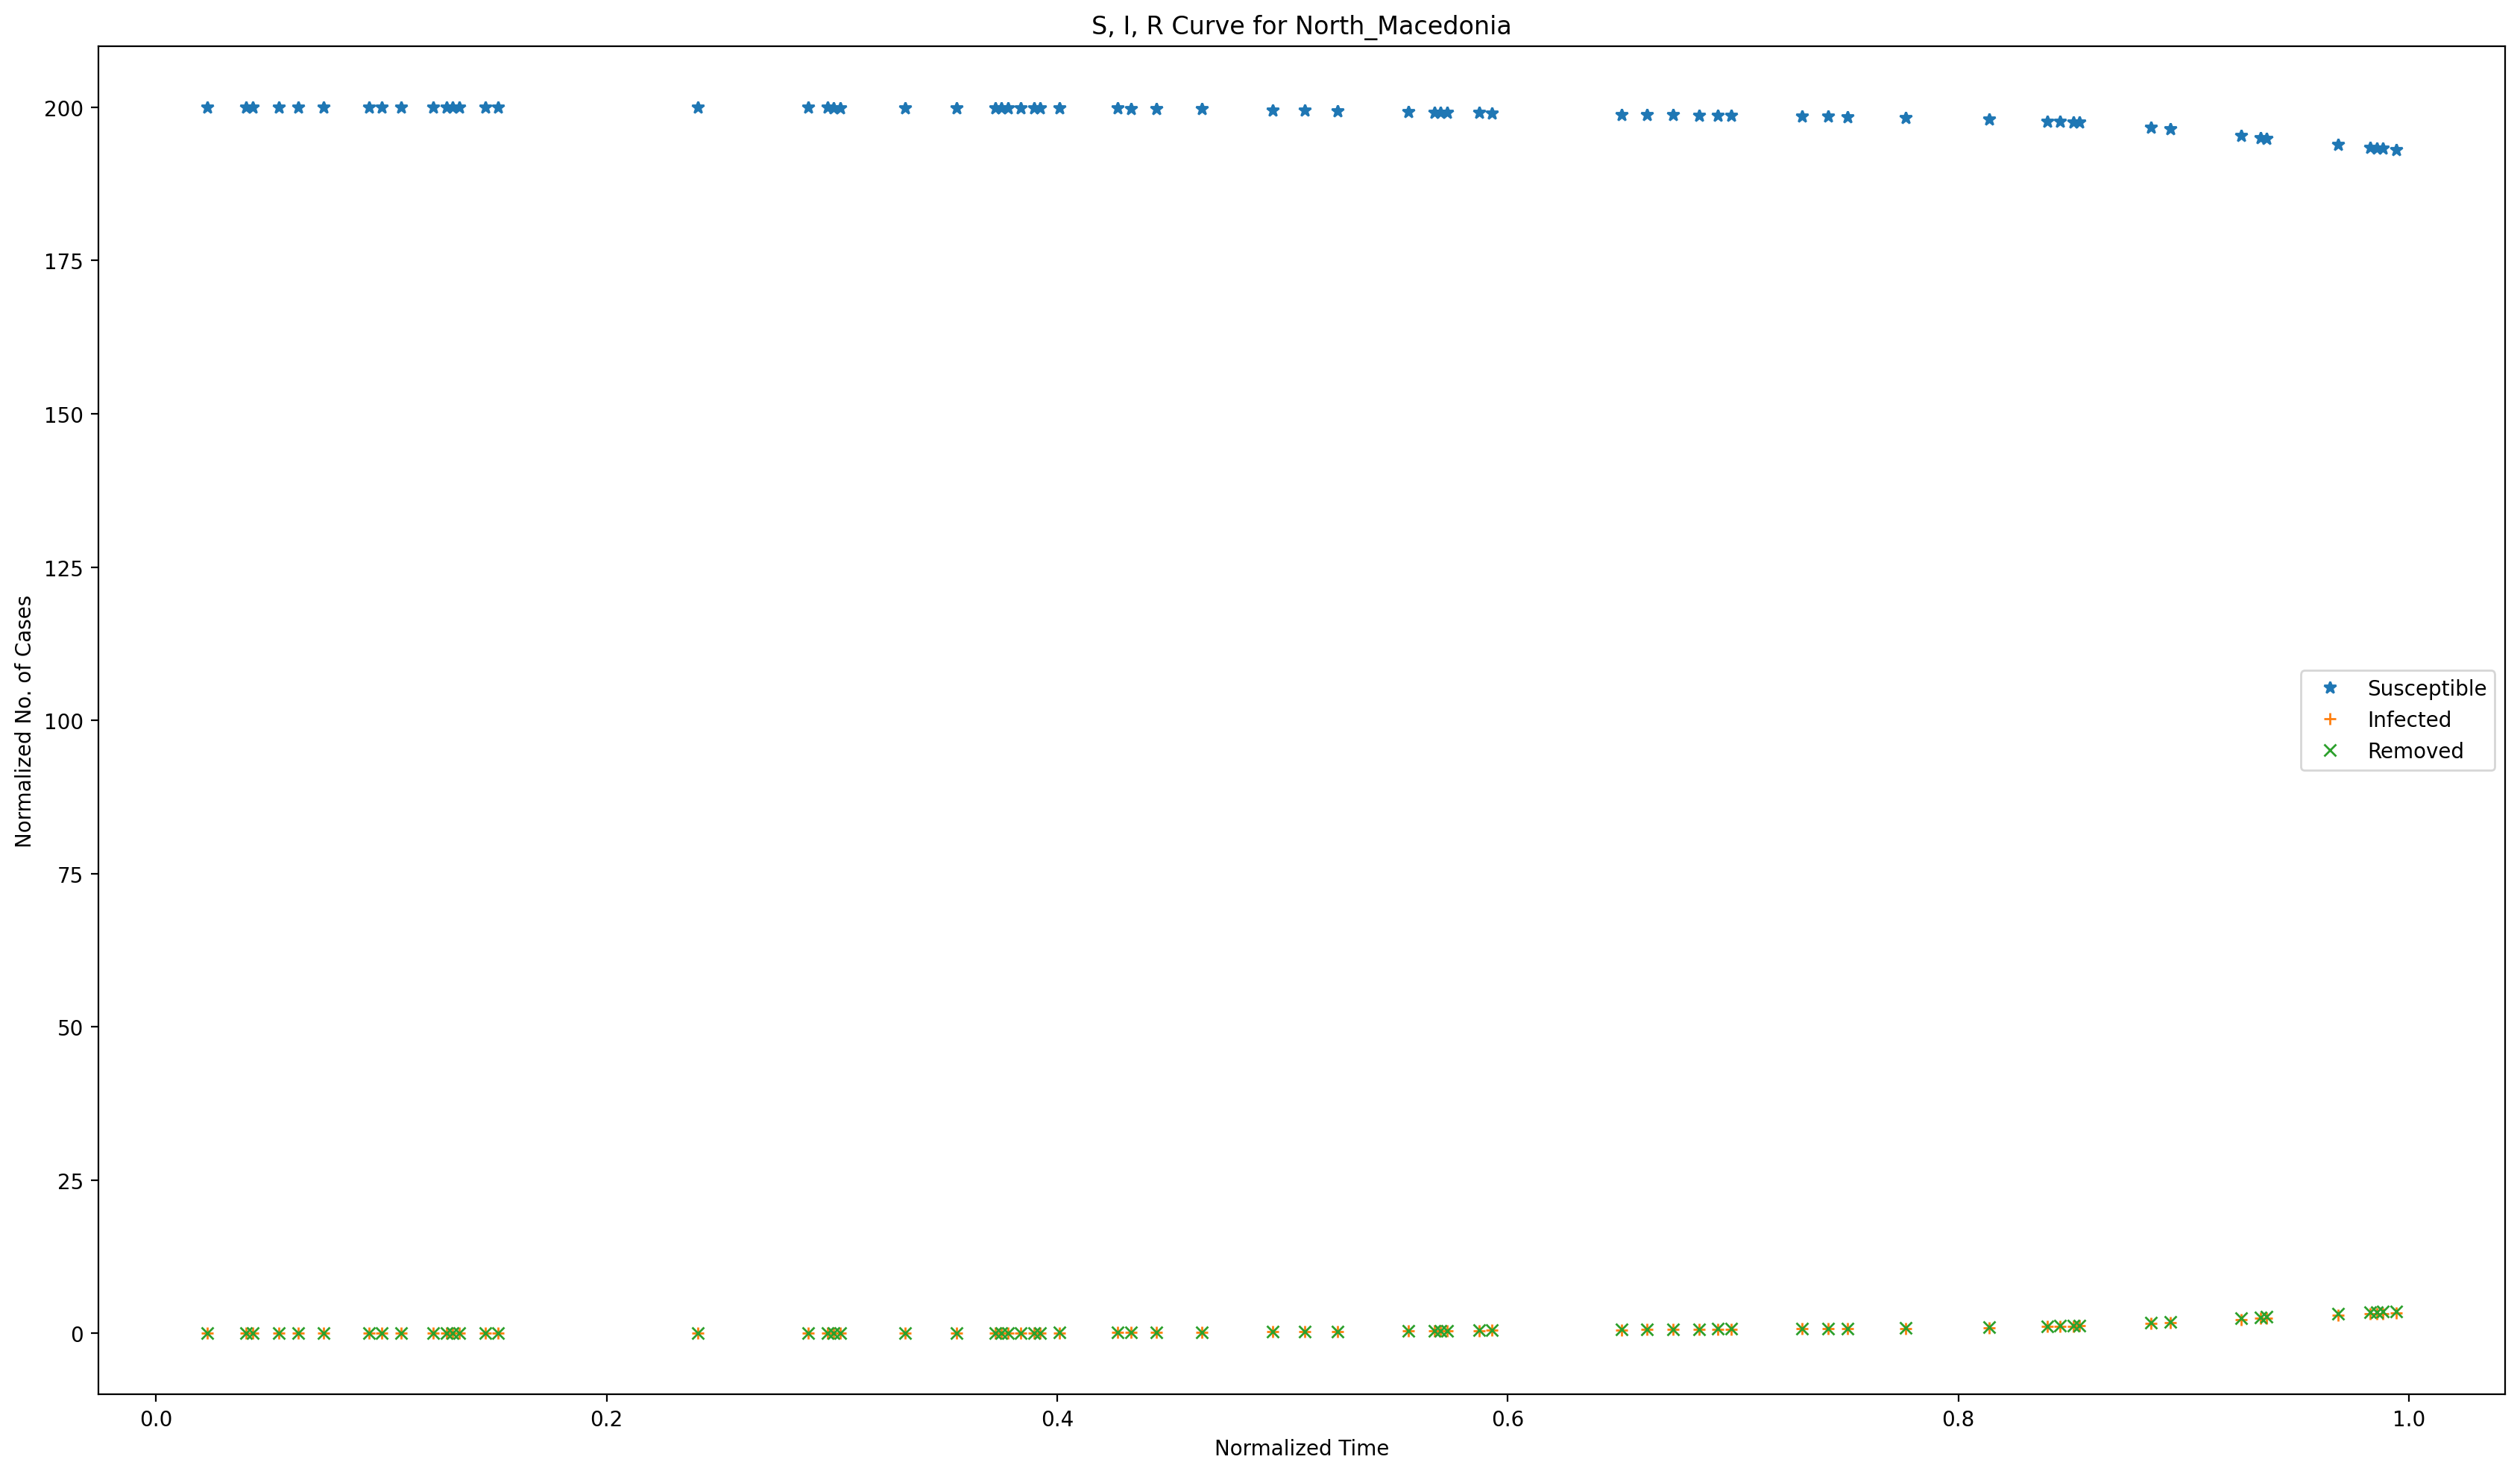 S, I, R Curve for North_Macedonia
200
175
150
125
100
75
50
25
0
Normalized No. of Cases
Susceptible
Infected
Removed
0.0 0.2 0.4 0.6 0.8 1.0
Normalized Time